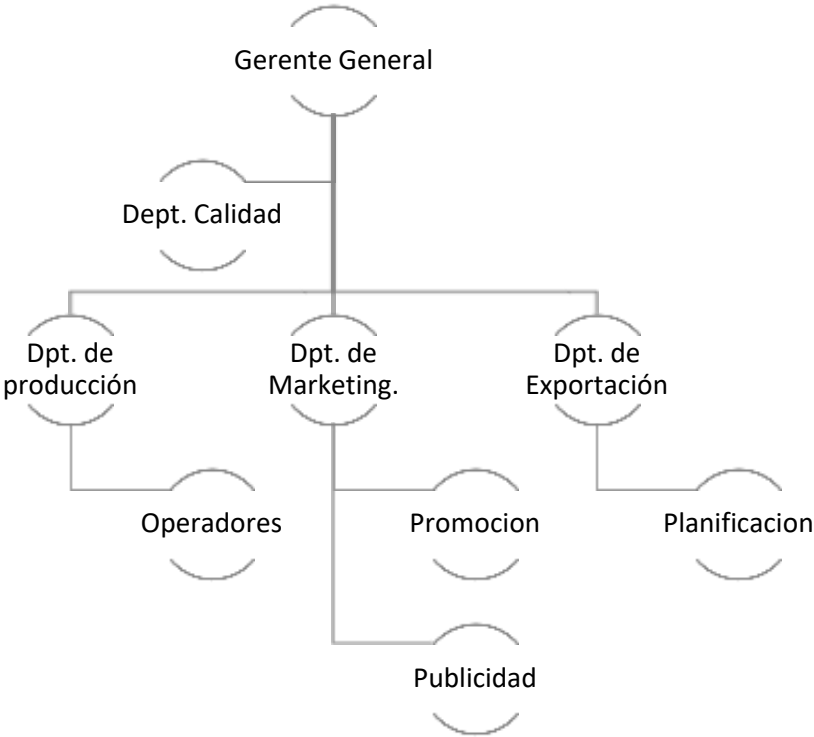 Gerente General
Dept. Calidad
Dpt. de
producción
Dpt. de
Marketing.
Dpt. de
Exportación
Operadores
Promocion
Planificacion
Publicidad